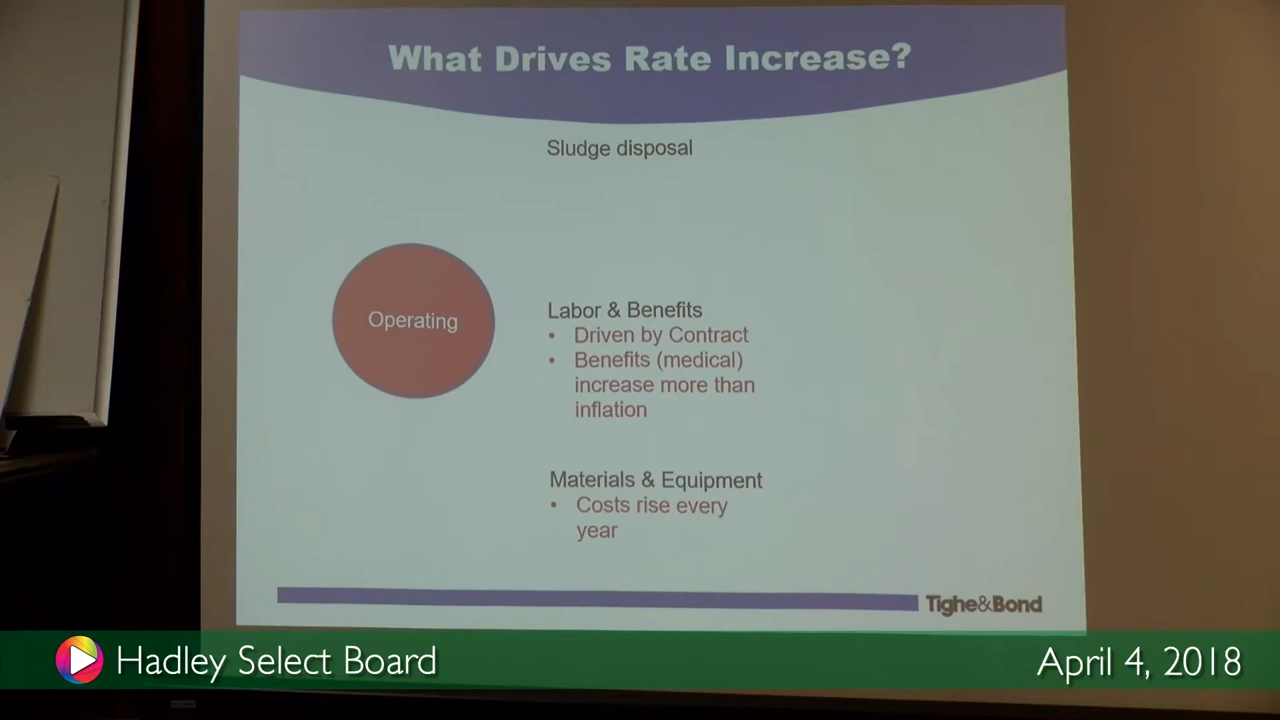 What Drives Rate Increase?
Sludge disposal
Operating
Labor & Benefits
• Driven by Contract
• Benefits (medical)
increase more than
inflation
Materials & Equipment
• Costs rise every
year
Tighe&Bond
Hadley Select Board
April 4, 2018